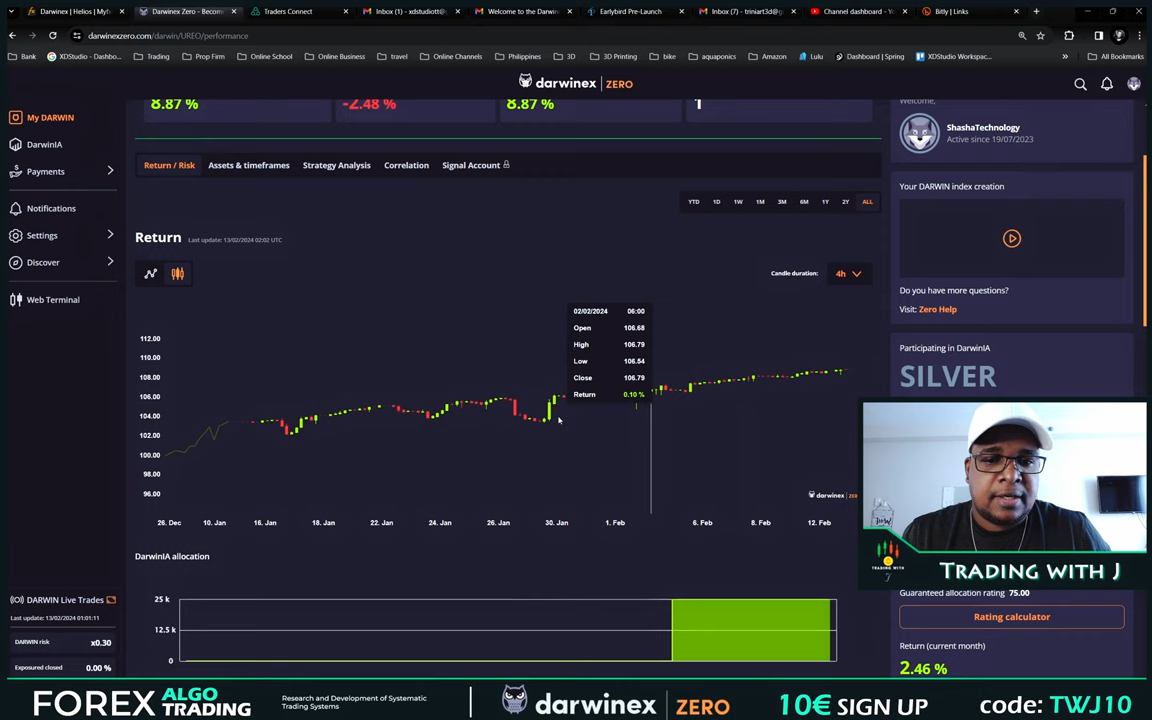 Darwinex | Helios | Myfx
Darwinex Zero - Becom
Traders Connect
Inbox (1) - xdstudiott@g
Welcome to the Darwin
Earlybird Pre-Launch
Inbox (7) - triniart3d@g
Channel dashboard - Yo
Bitly | Links
darwinexzero.com/darwin/UREO/performance
Bank
XDStudio - Dashbo...
Trading
Prop Firm
Online School
Online Business
travel
Online Channels
Philippines
3D
3D Printing
bike
aquaponics
Amazon
Lulu
Dashboard | Spring
XDStudio Workspac...
All Bookmarks
darwinex | ZERO
My DARWIN
DarwinIA
Payments
Notifications
Settings
Discover
Web Terminal
8.87 %
-2.48 %
8.87 %
1
Return / Risk
Assets & timeframes
Strategy Analysis
Correlation
Signal Account
YTD 1D 1W 1M 3M 6M 1Y 2Y ALL
Return Last update: 13/02/2024 02:02 UTC
Candle duration: 4h
02/02/2024 06:00
Open 106.68
High 106.79
Low 106.54
Close 106.79
Return 0.10 %
112.00
110.00
108.00
106.00
104.00
102.00
100.00
98.00
96.00
darwinex ZER
26. Dec 10. Jan 16. Jan 18. Jan 22. Jan 24. Jan 26. Jan 30. Jan 1. Feb 6. Feb 8. Feb 12. Feb
DarwinIA allocation
25 k
12.5 k
0
Welcome,
ShashaTechnology
Active since 19/07/2023
Your DARWIN index creation
Do you have more questions?
Visit: Zero Help
Participating in DarwinIA
SILVER
Guaranteed allocation rating 75.00
Rating calculator
Return (current month)
2.46 %
DARWIN Live Trades
Last update: 13/02/2024 01:01:11
DARWIN risk x0.30
Exposured closed 0.00 %
TRADING WITH
J
TRADING WITH J
FOREX ALGO TRADING
Research and Development of Systematic
Trading Systems
darwinex | ZERO
10€ SIGN UP code: TWJ10